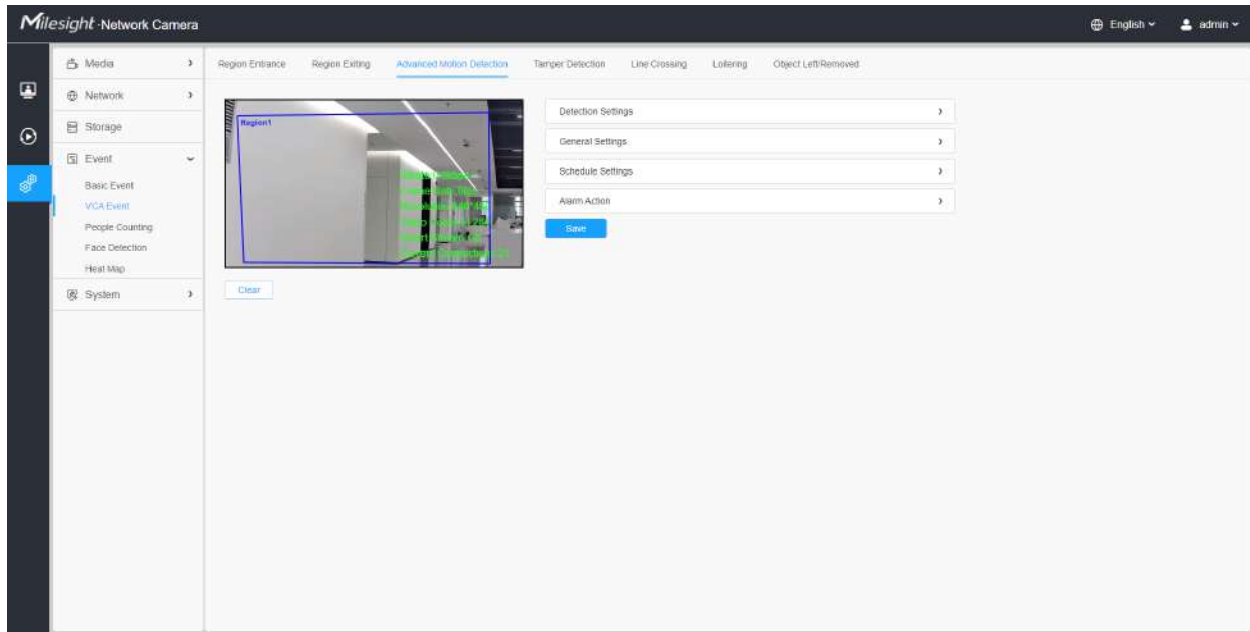 Milesight-Network Camera
English
admin
Media
Region Entrance Region Exiting Advanced Motion Detection Tamper Detection Line Crossing Loitering Object Left/Removed
Network
Storage
Event
Basic Event
VCA Event
People Counting
Face Detection
Heat Map
System
Region1
Clear
Detection Settings
General Settings
Schedule Settings
Alarm Action
Save